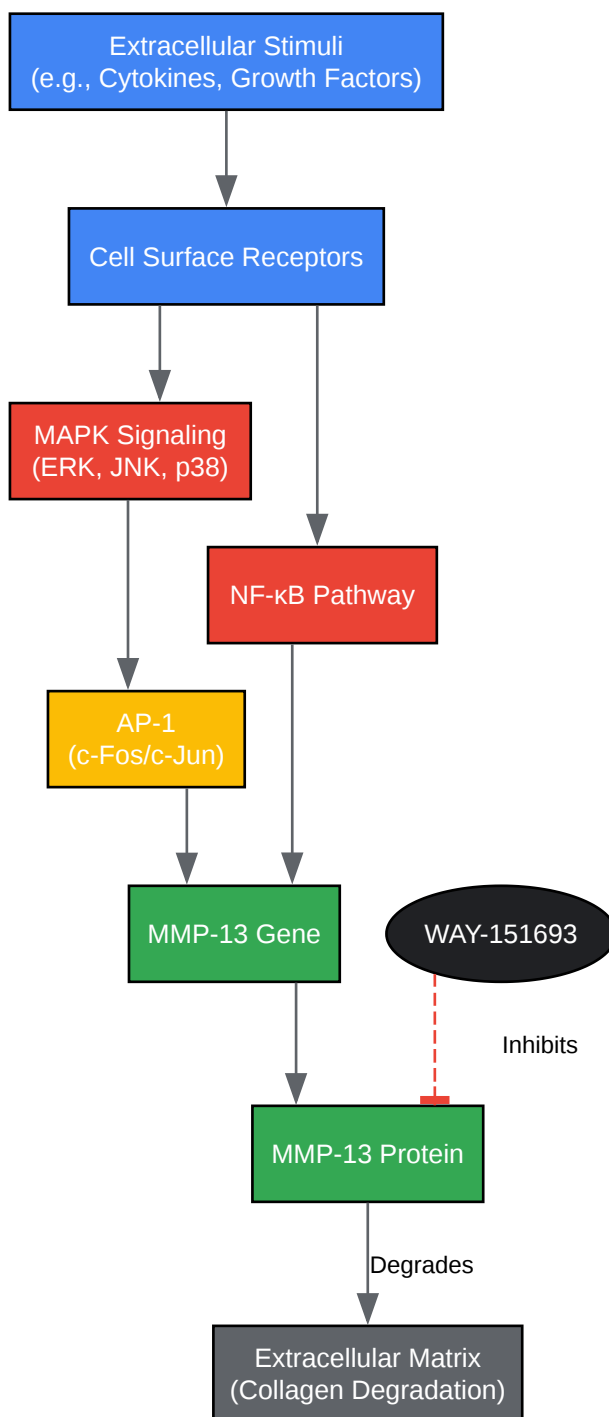 Extracellular Stimuli
(e.g., Cytokines, Growth Factors)
Cell Surface Receptors
MAPK Signaling
(ERK, JNK, p38)
NF-κB Pathway
AP-1
(c-Fos/c-Jun)
MMP-13 Gene
WAY-151693
Inhibits
MMP-13 Protein
Degrades
Extracellular Matrix
(Collagen Degradation)